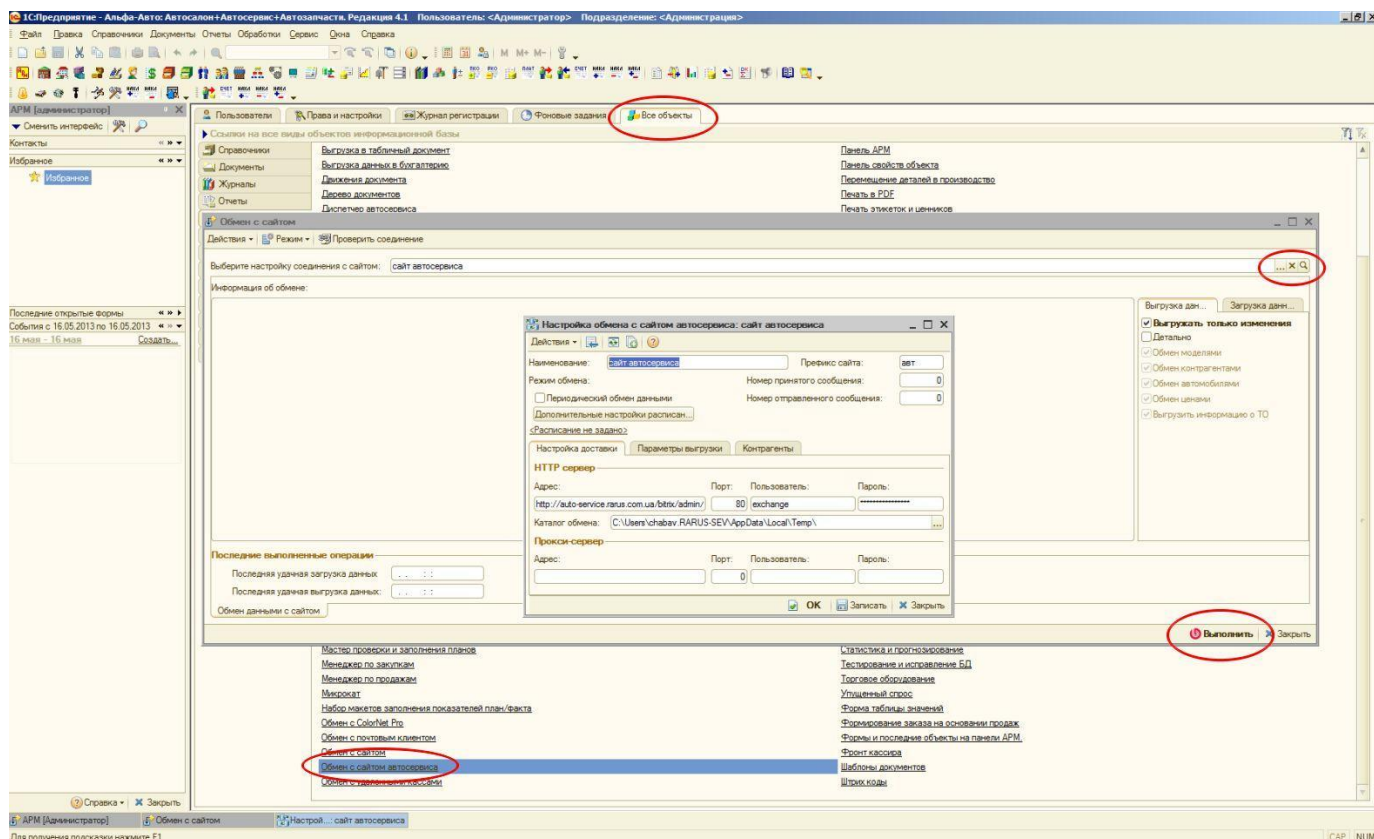 1С:Предприятие - Альфа-Авто: Автосалон+Автосервис+Автозапчасти. Редакция 4.1 Пользователь: <Администратор> Подразделение: <Администрация>
Файл Правка Справочники Документы Отчеты Обработки Сервис Окна Справка
M M+ M-
АРМ [администратор]
Сменить интерфейс
Контакты
Избранное
Избранное
Последние открытые формы
События с 16.05.2013 по 16.05.2013
16 мая - 16 мая Создать...
Справка Закрыть
Пользователи Права и настройки Журнал регистрации Фоновые задания Все объекты
Ссылки на все виды объектов информационной базы
Справочники
Документы
Журналы
Отчеты
Выгрузка в табличный документ
Выгрузка данных в бухгалтерию
Движения документа
Дерево документов
Диспетчер автосервиса
Панель АРМ
Панель свойств объекта
Перемещение деталей в производство
Печать в PDF
Печать этикеток и ценников
Обмен с сайтом
Действия Режим Проверить соединение
Выберите настройку соединения с сайтом: сайт автосервиса
Информация об обмене:
Выгрузка дан... Загрузка данн...
Выгружать только изменения
Детально
Обмен моделями
Обмен контрагентами
Обмен автомобилями
Обмен ценами
Выгрузить информацию о ТО
Настройка обмена с сайтом автосервиса: сайт автосервиса
Действия
Наименование: сайт автосервиса Префикс сайта: авт
Режим обмена: Номер принятого сообщения: 0
Периодический обмен данными Номер отправленного сообщения: 0
Дополнительные настройки расписан...
<Расписание не задано>
Настройка доставки Параметры выгрузки Контрагенты
HTTP сервер
Адрес: Порт: Пользователь: Пароль:
http://auto-service.rarus.com.ua/bitrix/admin/ 80 exchange ****************
Каталог обмена: C:\Users\chabav.RARUS-SEV\AppData\Local\Temp\ ...
Прокси-сервер
Адрес: Порт: Пользователь: Пароль:
0
OK Записать Закрыть
Последние выполненные операции
Последняя удачная загрузка данных . . : :
Последняя удачная выгрузка данных: . . : :
Обмен данными с сайтом
Выполнить Закрыть
Мастер проверки и заполнения планов
Менеджер по закупкам
Менеджер по продажам
Микрокат
Набор макетов заполнения показателей план/факта
Обмен с ColorNet Pro
Обмен с почтовым клиентом
Обмен с сайтом
Обмен с сайтом автосервиса
Обмен с удаленными кассами
Статистика и прогнозирование
Тестирование и исправление БД
Торговое оборудование
Упущенный спрос
Форма таблицы значений
Формирование заказа на основании продаж
Формы и последние объекты на панели АРМ.
Фронт кассира
Шаблоны документов
Штрих коды
АРМ [Администратор] Обмен с сайтом Настрой...: сайт автосервиса
Для получения подсказки нажмите F1 CAP NUM